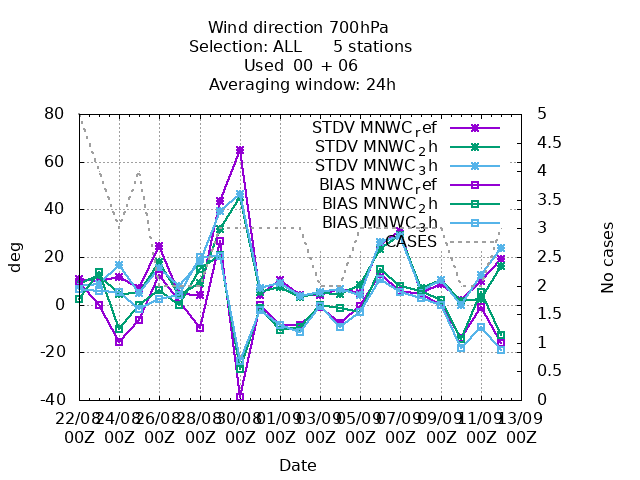 Wind direction 700hPa
Selection: ALL 5 stations
Used 00 + 06
Averaging window: 24h
80 60 40 20 0 -20 -40
deg
STDV MNWC_ref
STDV MNWC_2h
STDV MNWC_3h
BIAS MNWC_ref
BIAS MNWC_2h
BIAS MNWC_3h
CASES
5 4.5 4 3.5 3 2.5 2 1.5 1 0.5 0
No cases
22/08 24/08 26/08 28/08 30/08 01/09 03/09 05/09 07/09 09/09 11/09 13/09
00Z 00Z 00Z 00Z 00Z 00Z 00Z 00Z 00Z 00Z 00Z 00Z
Date